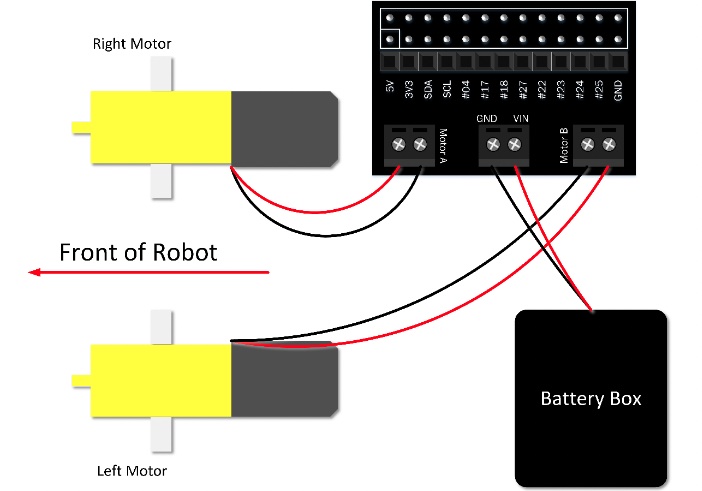 Right Motor
5V
3V3
SDA
SCL
#04
#17
#18
#27
#22
#23
#24
#25
GND
Motor A
GND VIN
Motor B
Front of Robot
Battery Box
Left Motor